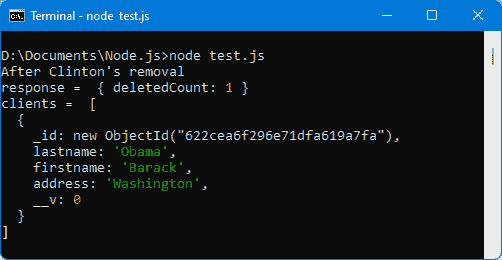 Terminal - node test.js
D:\Documents\Node.js>node test.js
After Clinton's removal
response =  { deletedCount: 1 }
clients =  [
  {
    _id: new ObjectId("622cea6f296e71dfa619a7fa"),
    lastname: 'Obama',
    firstname: 'Barack',
    address: 'Washington',
    __v: 0
  }
]